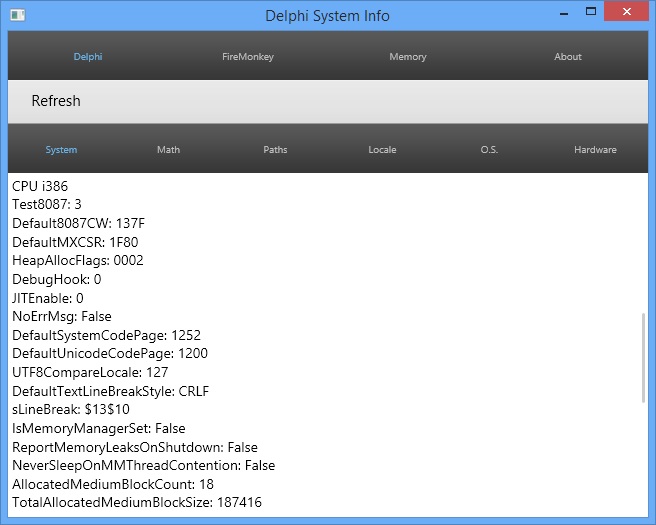 Delphi System Info
Delphi FireMonkey Memory About
Refresh
System Math Paths Locale O.S. Hardware
CPU i386
Test8087: 3
Default8087CW: 137F
DefaultMXCSR: 1F80
HeapAllocFlags: 0002
DebugHook: 0
JITEnable: 0
NoErrMsg: False
DefaultSystemCodePage: 1252
DefaultUnicodeCodePage: 1200
UTF8CompareLocale: 127
DefaultTextLineBreakStyle: CRLF
sLineBreak: $13$10
IsMemoryManagerSet: False
ReportMemoryLeaksOnShutdown: False
NeverSleepOnMMThreadContention: False
AllocatedMediumBlockCount: 18
TotalAllocatedMediumBlockSize: 187416